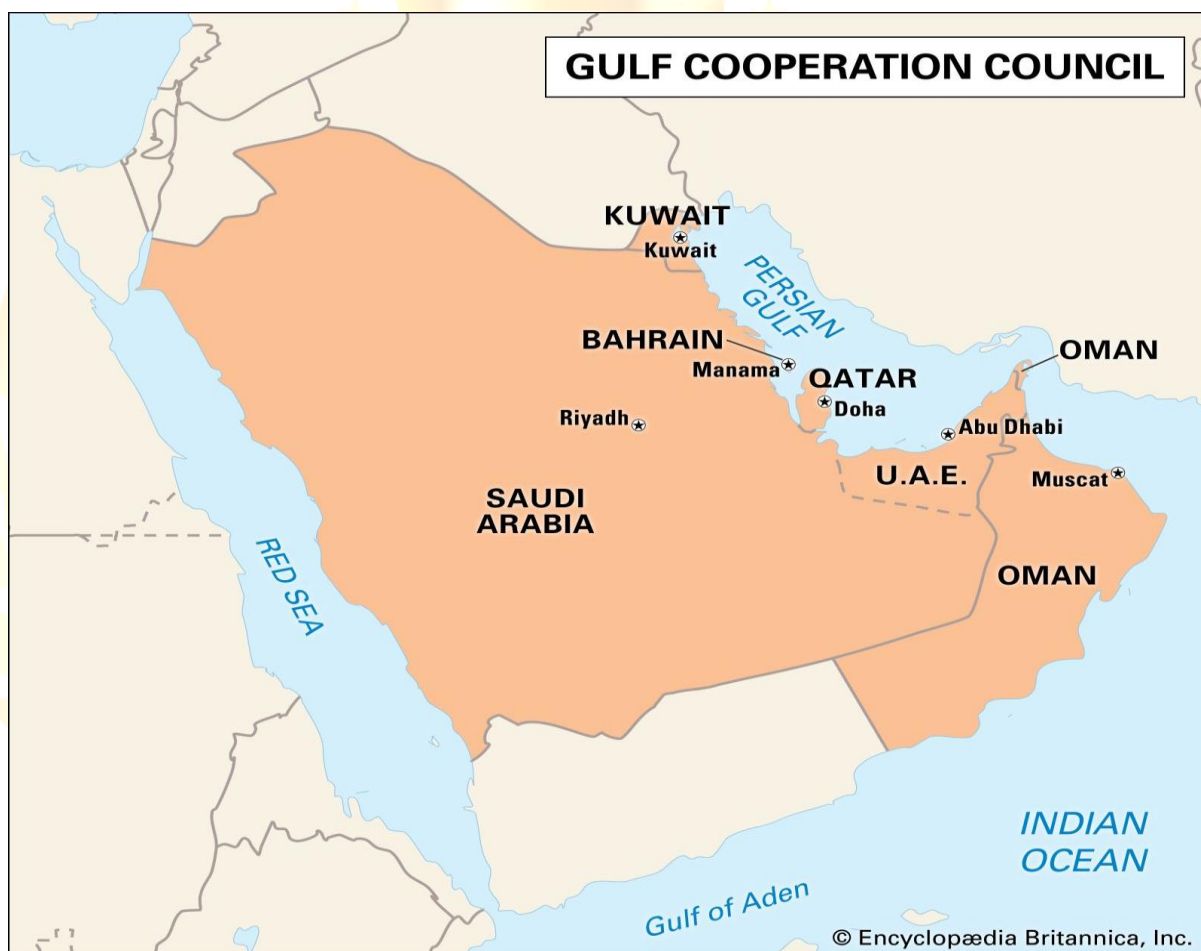 GULF COOPERATION COUNCIL
KUWAIT
Kuwait
PERSIAN
GULF
BAHRAIN
Manama
QATAR
Doha
OMAN
Riyadh
Abu Dhabi
U.A.E.
Muscat
SAUDI
ARABIA
OMAN
RED SEA
INDIAN
OCEAN
Gulf of Aden
© Encyclopædia Britannica, Inc.